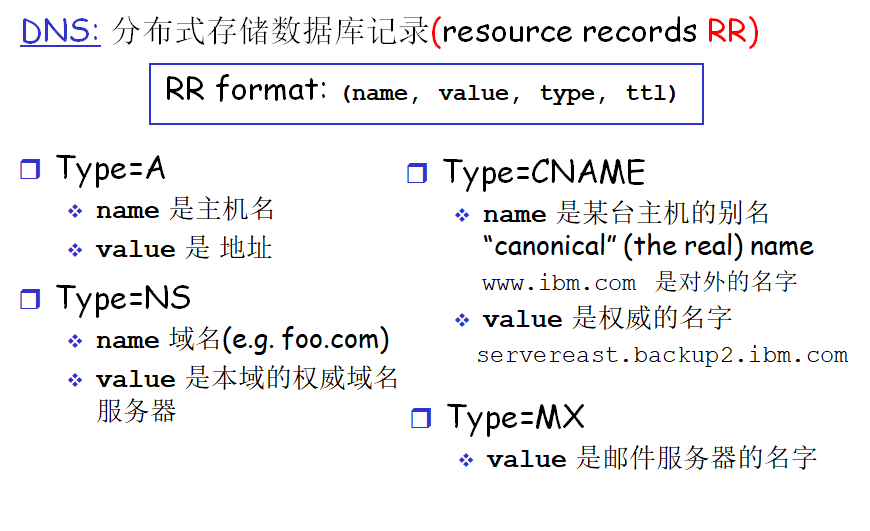 DNS: 分布式存储数据库记录(resource records RR)
RR format: (name, value, type, ttl)
Type=A
name 是主机名
value 是 地址
Type=NS
name 域名(e.g. foo.com)
value 是本域的权威域名
服务器
Type=CNAME
name 是某台主机的别名
“canonical” (the real) name
www.ibm.com 是对外的名字
value 是权威的名字
servereast.backup2.ibm.com
Type=MX
value 是邮件服务器的名字